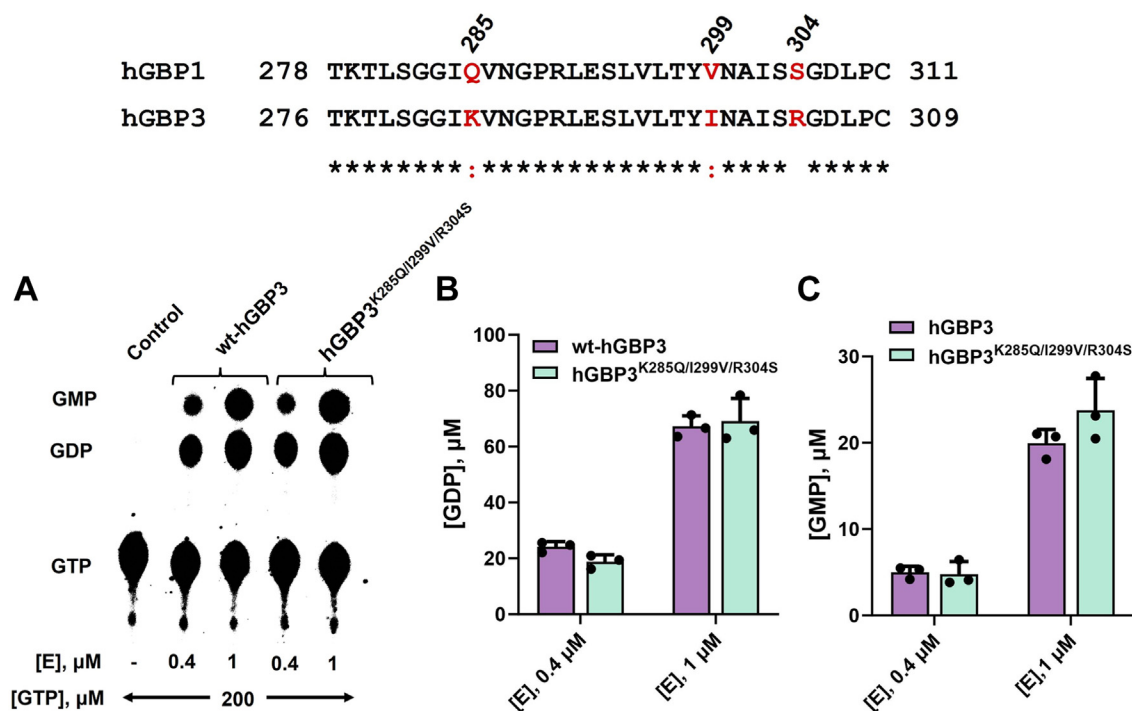 285 299 304
hGBP1 278 TKTLSGGIQVNGPRLESLVLTYVNAISSGDLPC 311
hGBP3 276 TKTLSGGIKVNGPRLESLVLTYINAISRGDLPC 309
********:*************:**** *****
A
Control
wt-hGBP3
hGBP3K285Q/I299V/R304S
GMP
GDP
GTP
[E], µM - 0.4 1 0.4 1
[GTP], µM 200
B
wt-hGBP3
hGBP3K285Q/I299V/R304S
[GDP], µM
100
80
60
40
20
0
[E], 0.4 µM
[E], 1 µM
C
hGBP3
hGBP3K285Q/I299V/R304S
[GMP], µM
30
20
10
0
[E], 0.4 µM
[E],1 µM